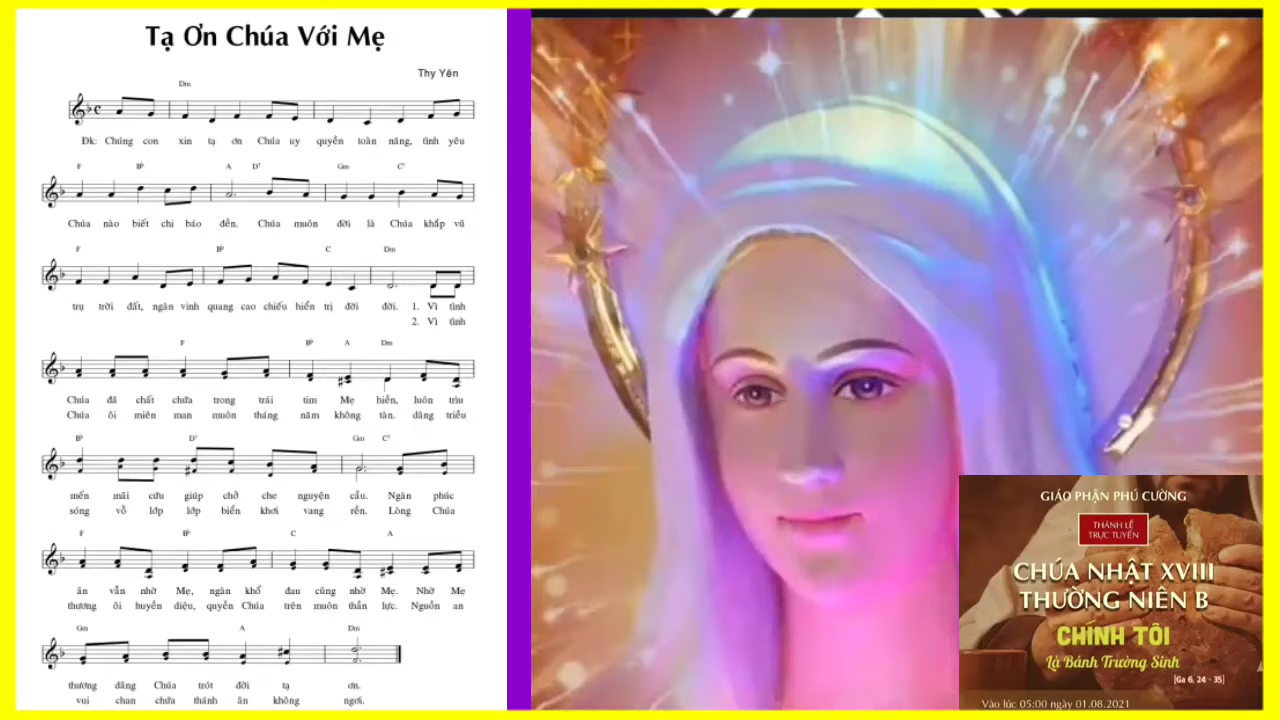 Tạ Ơn Chúa Với Mẹ
Thy Yên
Dm
Đk: Chúng con xin tạ ơn Chúa uy quyền toàn năng, tình yêu
F Bb A D7 Gm C7
Chúa nào biết chi báo đền. Chúa muôn đời là Chúa khắp vũ
F Bb C Dm
trụ trời đất, ngàn vinh quang cao chiếu hiển trị đời đời. 1. Vì tình
2. Vì tình
F Bb A Dm
Chúa đã chất chứa trong trái tim Mẹ hiền, luôn trìu
Chúa ôi miên man muôn tháng năm không tàn. dâng triều
Bb D7 Gm C7
mến mãi cứu giúp chở che nguyện cầu. Ngàn phúc
sóng vỗ lớp lớp biển khơi vang rền. Lòng Chúa
F Bb C A
ân vẫn nhờ Mẹ, ngàn khổ đau cũng nhờ Mẹ. Nhờ Mẹ
thương ôi huyền diệu, quyền Chúa trên muôn thần lực. Nguồn an
Gm A Dm
thương dâng Chúa trót đời tạ ơn.
vui chan chứa thánh ân không ngơi.
GIÁO PHẬN PHÚ CƯỜNG
THÁNH LỄ
TRỰC TUYẾN
CHÚA NHẬT XVIII
THƯỜNG NIÊN B
CHÍNH TÔI
Là Bánh Trường Sinh
[Ga 6, 24 - 35]
Vào lúc 05:00 ngày 01.08.2021